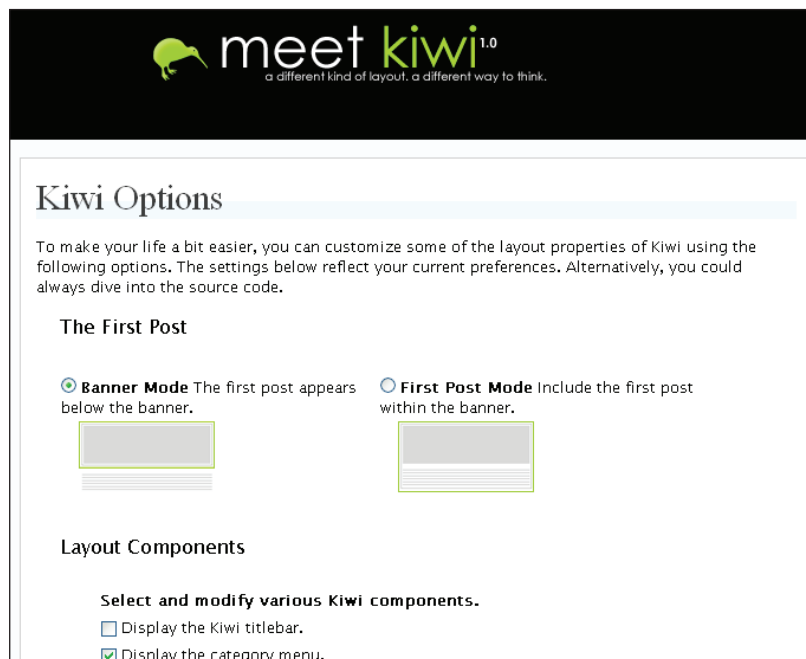 meet kiwi 1.0
a different kind of layout. a different way to think.
Kiwi Options
To make your life a bit easier, you can customize some of the layout properties of Kiwi using the
following options. The settings below reflect your current preferences. Alternatively, you could
always dive into the source code.
The First Post
Banner Mode The first post appears
below the banner.
First Post Mode Include the first post
within the banner.
Layout Components
Select and modify various Kiwi components.
Display the Kiwi titlebar.
Display the category menu.